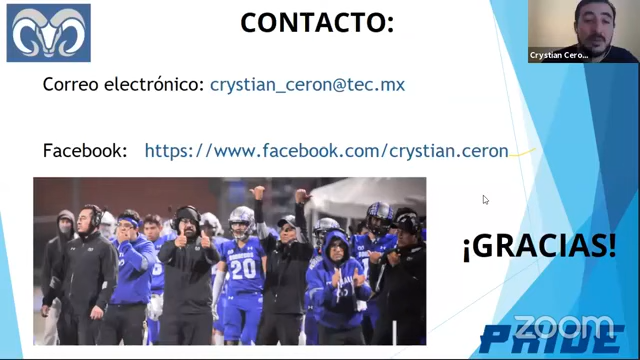 CONTACTO:
Crystian Cero...
Correo electrónico: crystian_ceron@tec.mx
Facebook: https://www.facebook.com/crystian.ceron
20
¡GRACIAS!
PRIDE
zoom